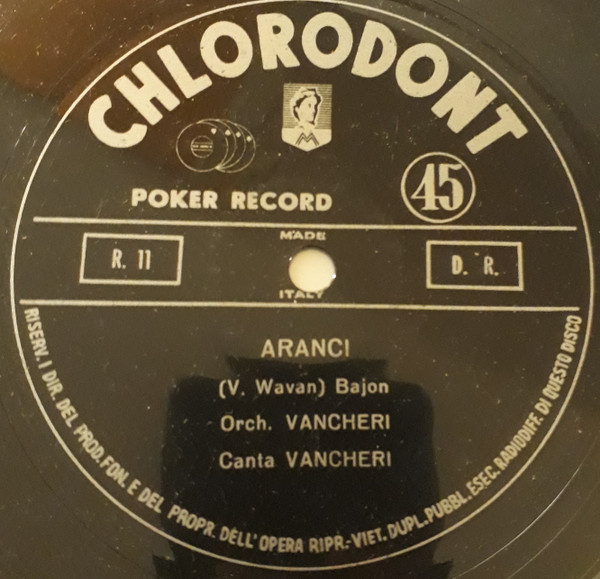 CHLORODONT
M
POKER RECORD
45
MADE
R. 11
D. R.
ITALY
ARANCI
(V. Wavan) Bajon
Orch. VANCHERI
Canta VANCHERI
RISERV. I DIR. DEL PROD. FON. E DEL PROPR. DELL'OPERA RIPR.-VIET. DUPL. PUBBL. ESEC. RADIODIFF. DI QUESTO DISCO